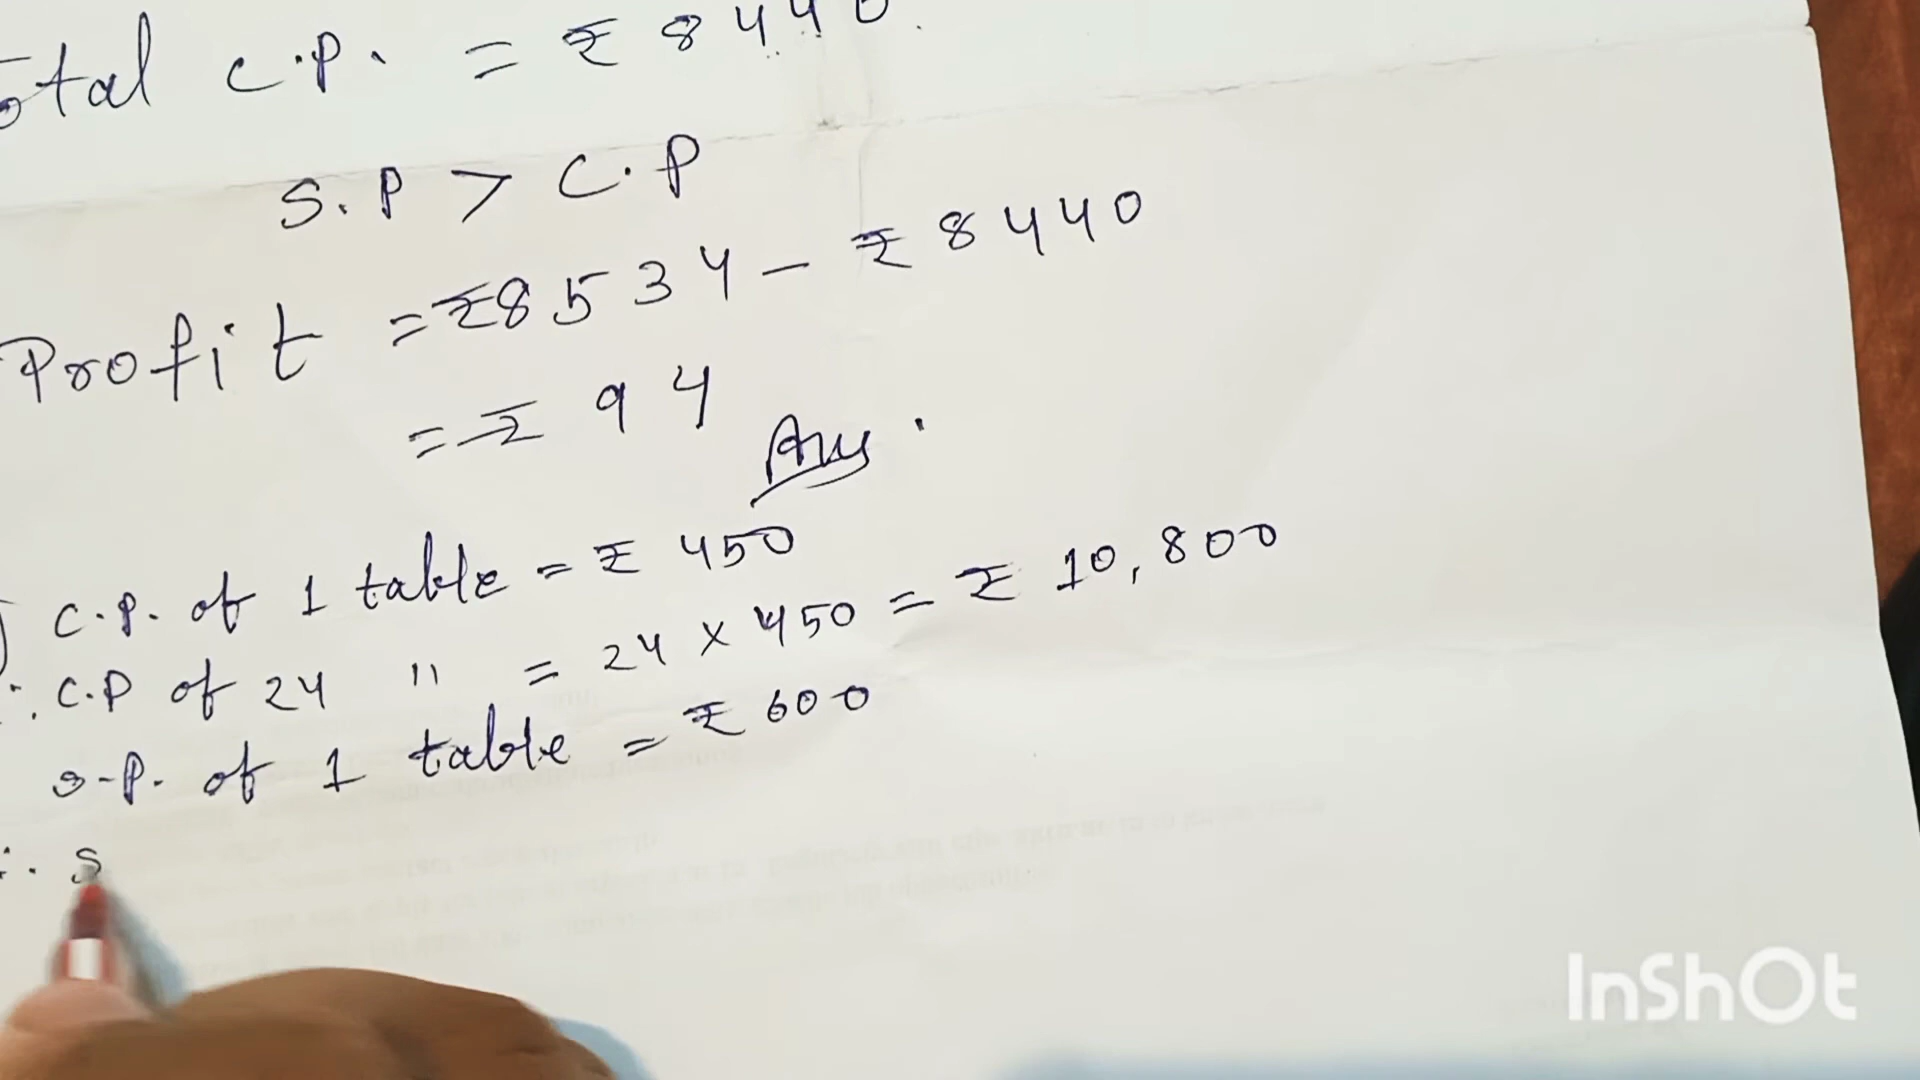 otal C.P. = ₹ 8440.
S.P > C.P
Profit = ₹8534 - ₹8440
= ₹ 94
Ans.
C.P. of 1 table = ₹ 450
∴ C.P of 24 " = 24 x 450 = ₹ 10,800
S.P. of 1 table = ₹ 600
∴ S
InShOt